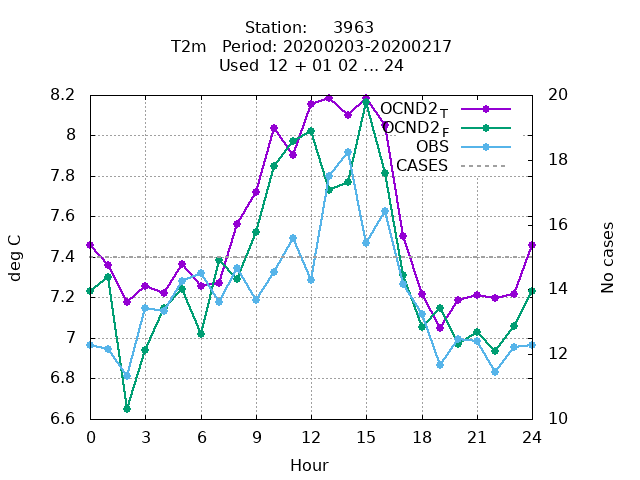 Station: 3963
T2m Period: 20200203-20200217
Used 12 + 01 02 ... 24
8.2
8
7.8
7.6
7.4
7.2
7
6.8
6.6
20
18
16
14
12
10
OCND2T
OCND2F
OBS
CASES
deg C
No cases
0 3 6 9 12 15 18 21 24
Hour